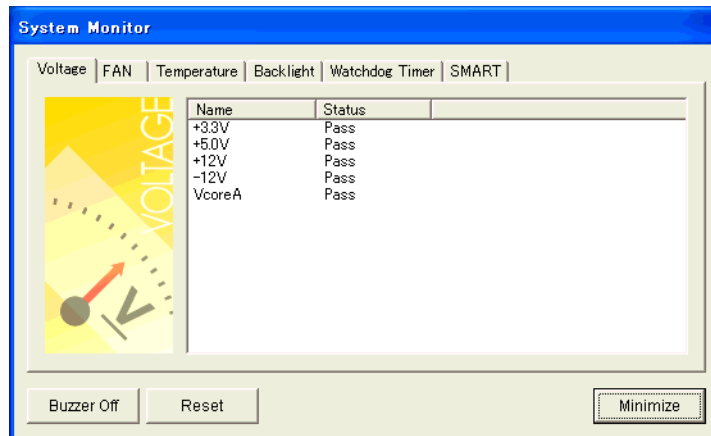 System Monitor
Voltage FAN Temperature Backlight Watchdog Timer SMART
VOLTAGE
Name Status
+3.3V Pass
+5.0V Pass
+12V Pass
-12V Pass
VcoreA Pass
V
Buzzer Off Reset Minimize